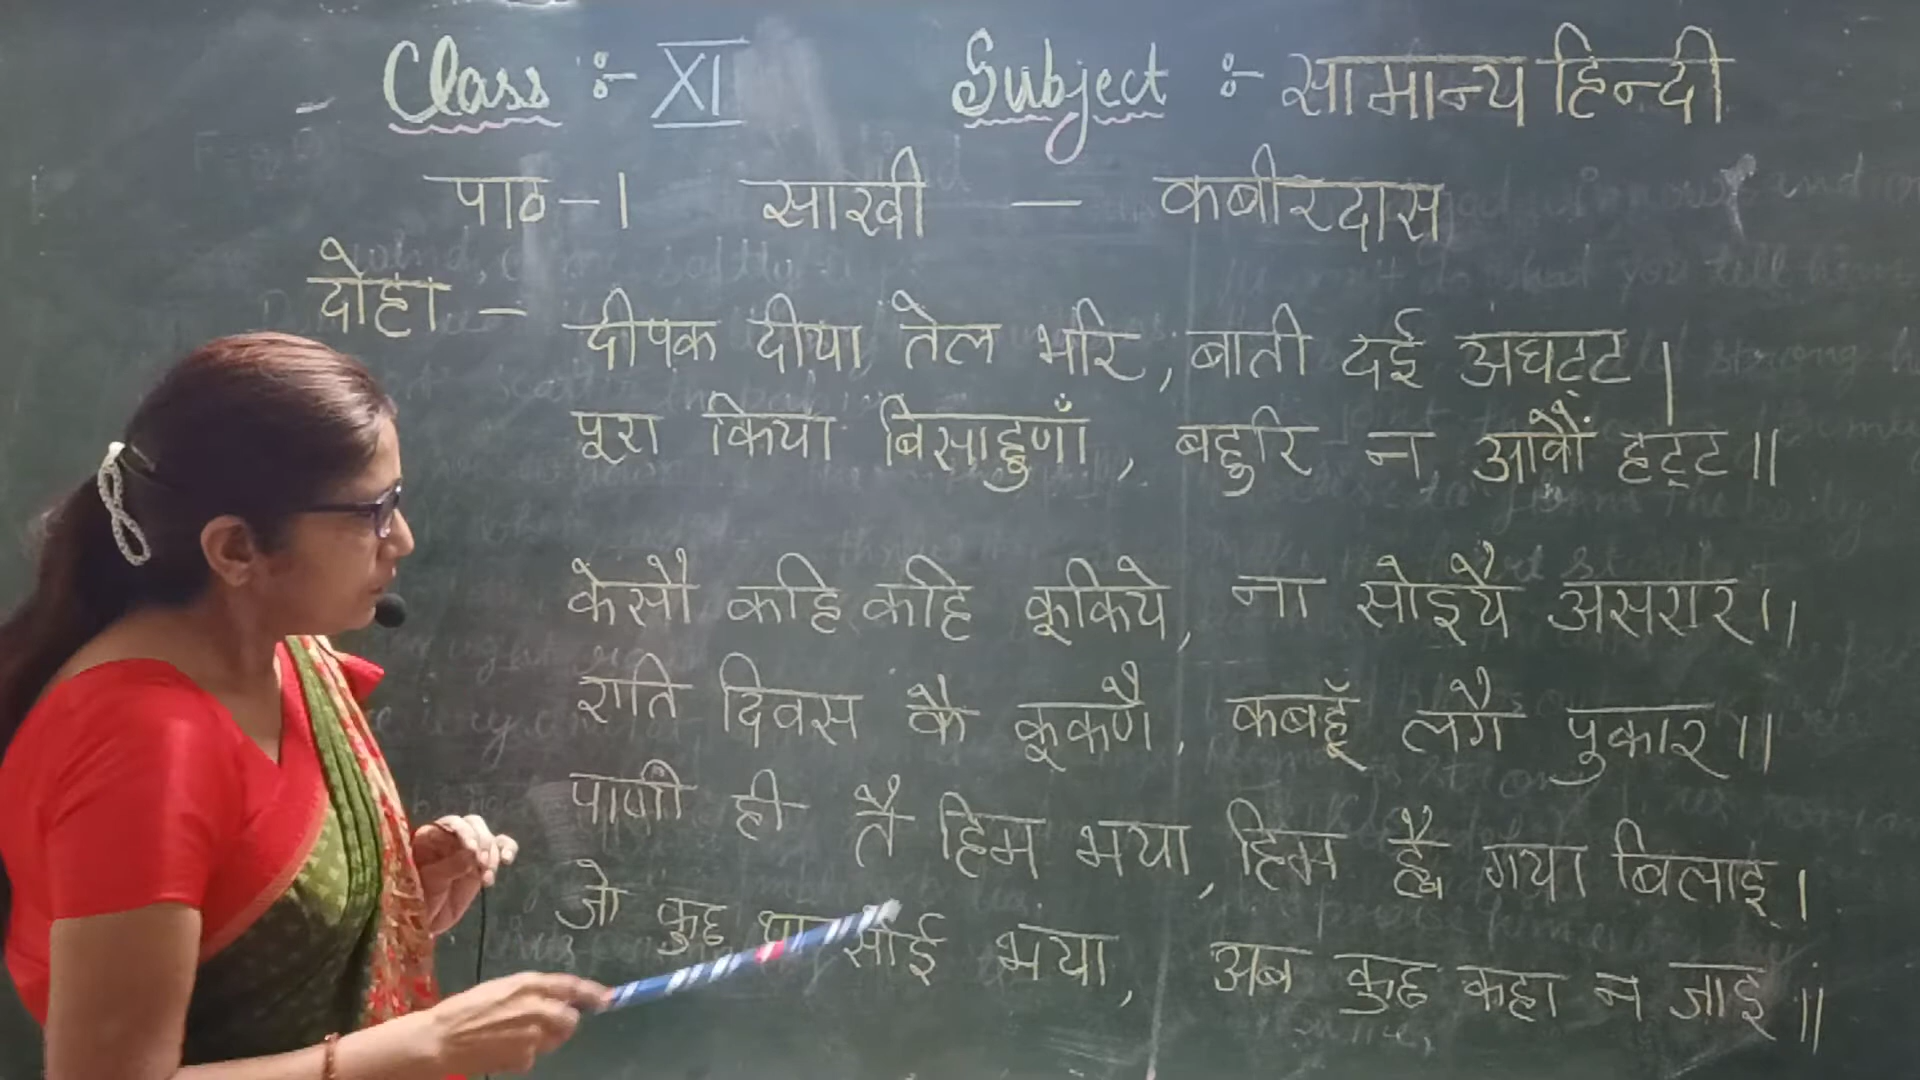 Class :- XI Subject :- सामान्य हिन्दी
पाठ-1 साखी - कबीरदास
दोहा -
दीपक दीया तेल भरि, बाती दई अघट्ट।
पूरा किया बिसाहुणाँ, बहुरि न आवौं हट्ट॥
केसौ कहि कहि कूकिये, ना सोइयै असरार।।
राति दिवस कै कूकणै, कबहूँ लगै पुकार।।
पाणी ही तै हिम भया, हिम ह्वै गया बिलाइ।
जो कुछ था सोई भया, अब कुछ कहा न जाइ॥